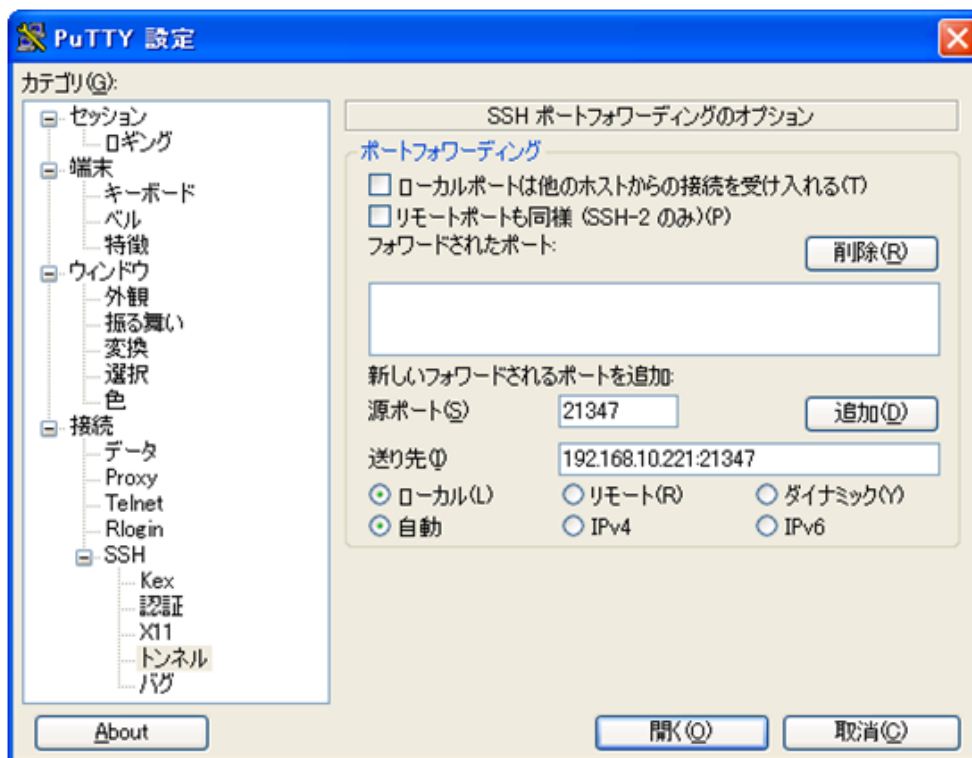 PuTTY 設定
カテゴリ(G):
セッション
ロギング
端末
キーボード
ベル
特徴
ウィンドウ
外観
振る舞い
変換
選択
色
接続
データ
Proxy
Telnet
Rlogin
SSH
Kex
認証
X11
トンネル
バグ
SSH ポートフォワーディングのオプション
ポートフォワーディング
ローカルポートは他のホストからの接続を受け入れる(T)
リモートポートも同様 (SSH-2 のみ)(P)
フォワードされたポート:
削除(R)
新しいフォワードされるポートを追加:
源ポート(S) 21347 追加(D)
送り先(I) 192.168.10.221:21347
ローカル(L) リモート(R) ダイナミック(Y)
自動 IPv4 IPv6
About 開く(O) 取消(C)